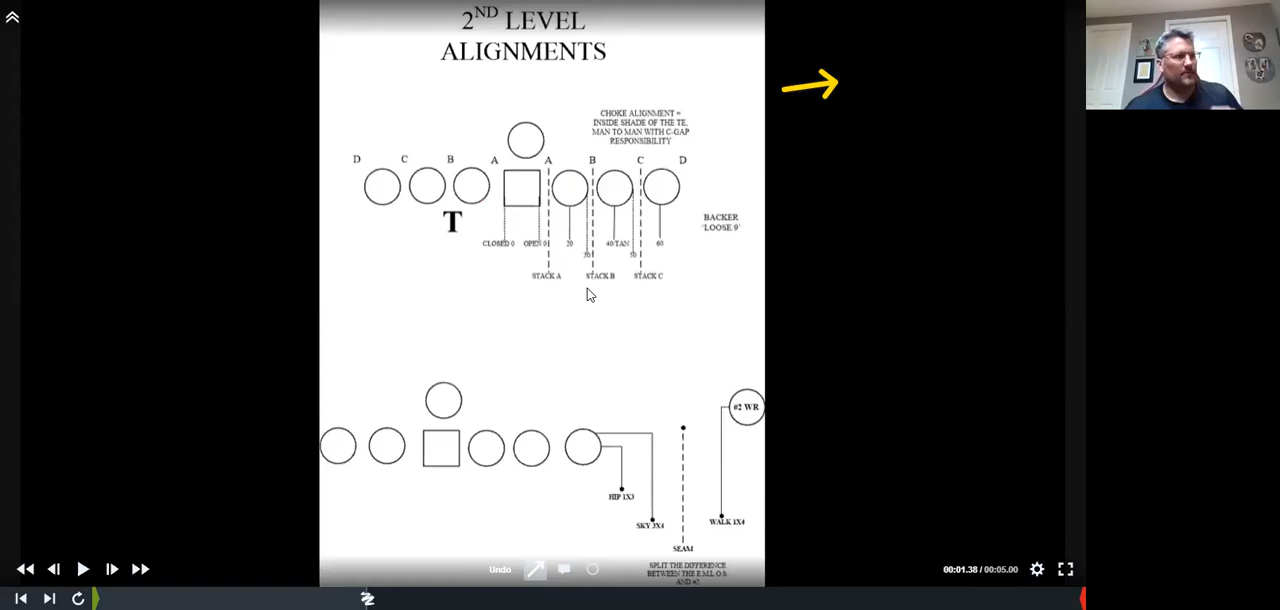 2ND LEVEL
ALIGNMENTS
CHOKE ALIGNMENT =
INSIDE SHADE OF THE TE,
MAN TO MAN WITH C-GAP
RESPONSIBILITY
D C B A A B C D
T
BACKER
'LOOSE 9'
CLOSED 0 OPEN 0 20 40/TAN 60
30 50
STACK A STACK B STACK C
#2 WR
HIP 1X3
SKY 3X4
WALK 1X4
SEAM
SPLIT THE DIFFERENCE
BETWEEN THE E.M.L.O.S.
AND #2
Undo
00:01.38 / 00:05.00